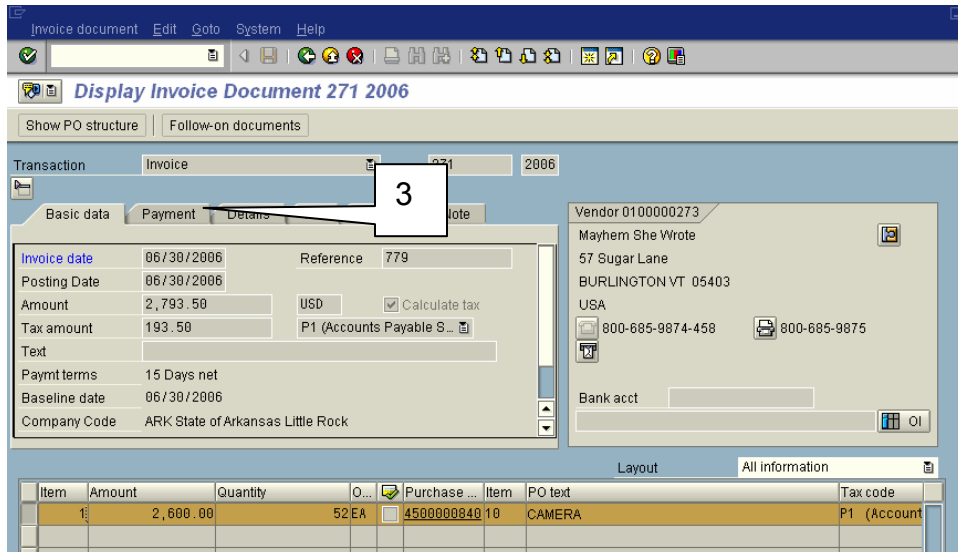 Invoice document Edit Goto System Help
Display Invoice Document 271 2006
Show PO structure Follow-on documents
Transaction Invoice 271 2006
3
Basic data Payment Details Note
Invoice date 06/30/2006 Reference 779
Posting Date 06/30/2006
Amount 2,793.50 USD Calculate tax
Tax amount 193.50 P1 (Accounts Payable S...
Text
Paymt terms 15 Days net
Baseline date 06/30/2006
Company Code ARK State of Arkansas Little Rock
Vendor 0100000273
Mayhem She Wrote
57 Sugar Lane
BURLINGTON VT 05403
USA
800-685-9874-458 800-685-9875
Bank acct
OI
Layout All information
Item Amount Quantity O... Purchase ... Item PO text Tax code
1 2,600.00 52 EA 4500000840 10 CAMERA P1 (Account